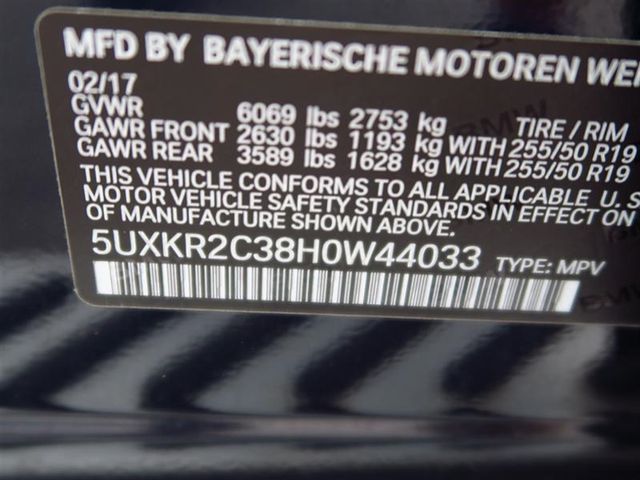 MFD BY BAYERISCHE MOTOREN
02/17
GVWR 6069 lbs 2753 kg TIRE / RIM
GAWR FRONT 2630 lbs 1193 kg WITH 255/50 R19
GAWR REAR 3589 lbs 1628 kg WITH 255/50 R19
THIS VEHICLE CONFORMS TO ALL APPLICABLE U.
MOTOR VEHICLE SAFETY STANDARDS IN EFFECT ON
OF MANUFACTURE SHOWN ABOVE.
5UXKR2C38H0W44033 TYPE: MPV
BMW
BMW